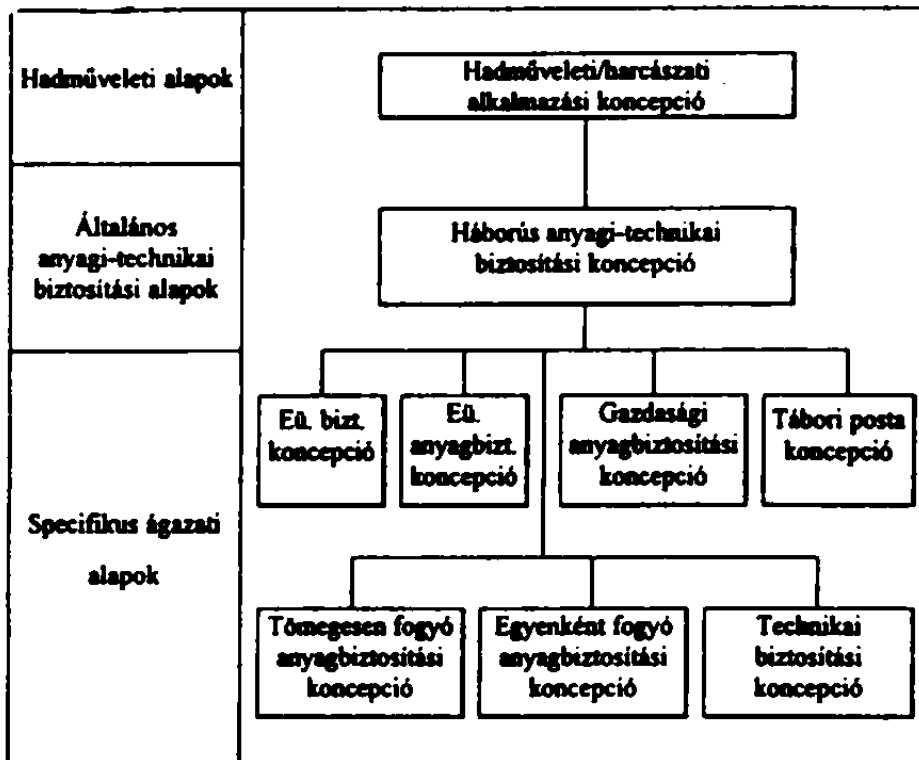 Hadműveleti alapok
Hadműveleti/harcászati
alkalmazási koncepció
Általános
anyagi-technikai
biztosítási alapok
Háborús anyagi-technikai
biztosítási koncepció
Specifikus ágazati
alapok
Eü. bizt.
koncepció
Eü.
anyagbizt.
koncepció
Gazdasági
anyagbiztosítási
koncepció
Tábori posta
koncepció
Tömegesen fogyó
anyagbiztosítási
koncepció
Egyenként fogyó
anyagbiztosítási
koncepció
Technikai
biztosítási
koncepció